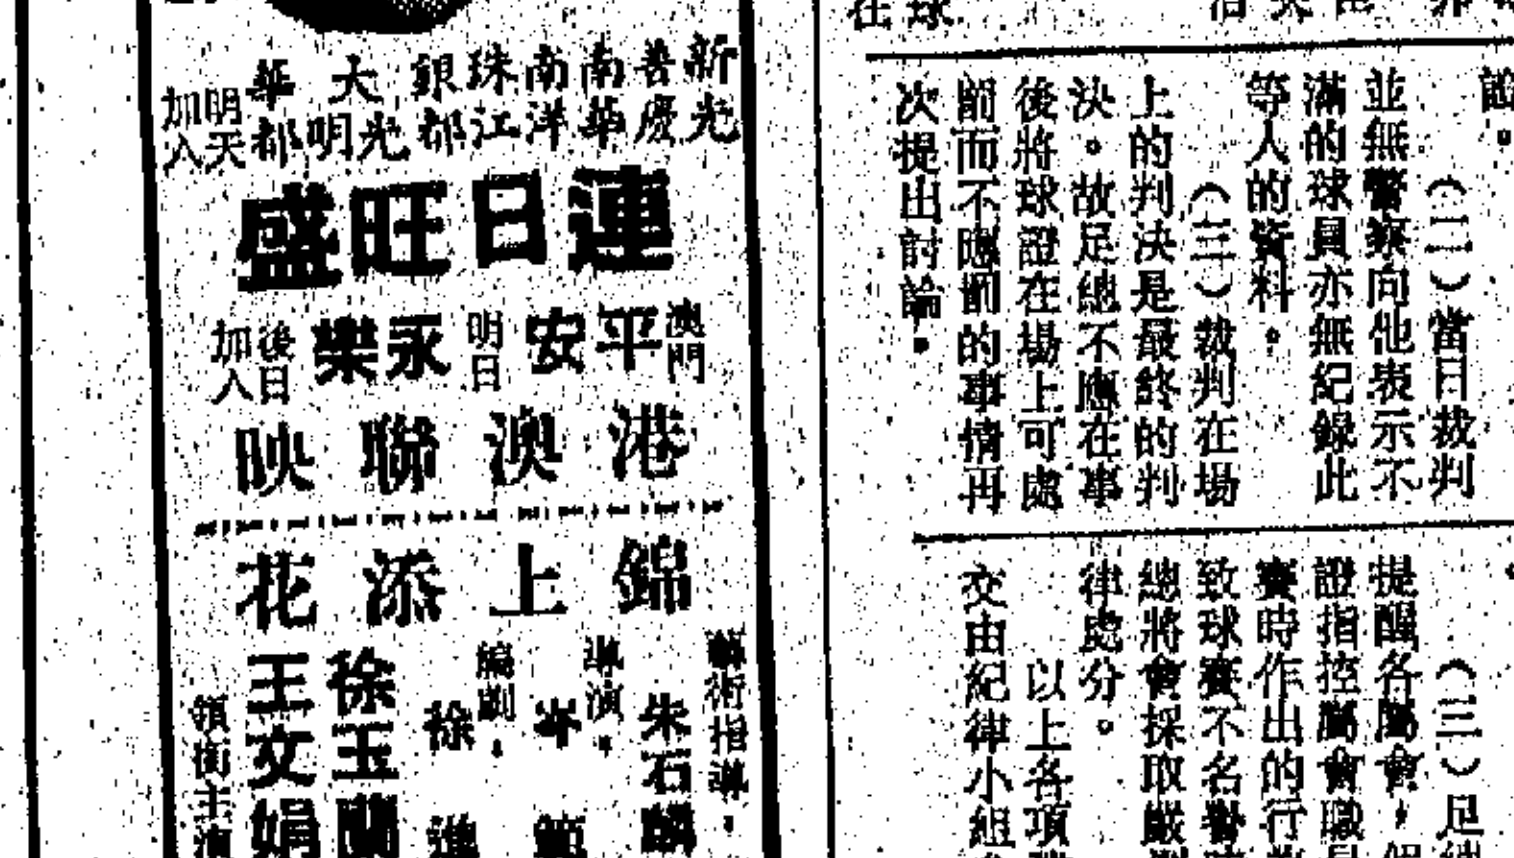 新光
善慶
南華
南洋
珠江
銀都
大光明
華都
明天加入
連日旺盛
澳門
平安
明日
永樂
後日加入
港澳聯映
錦上添花
藝術指導：
朱石麟
導演：
岑範
編劇：
徐進
徐玉蘭
王文娟
領銜主演
在球
（二）當日裁判
並無警察向他表示不
滿的球員亦無紀錄此
等人的資料。
（三）裁判在場
上的判決是最終的判
決。故足總不應在事
後將球證在場上可處
罰而不應罰的事情再
次提出討論。
（三）足
提醒各屬會，
證指控屬會職
賽時作出的行
致球賽不名譽
總將會採取嚴
律處分。
以上各項
交由紀律小組